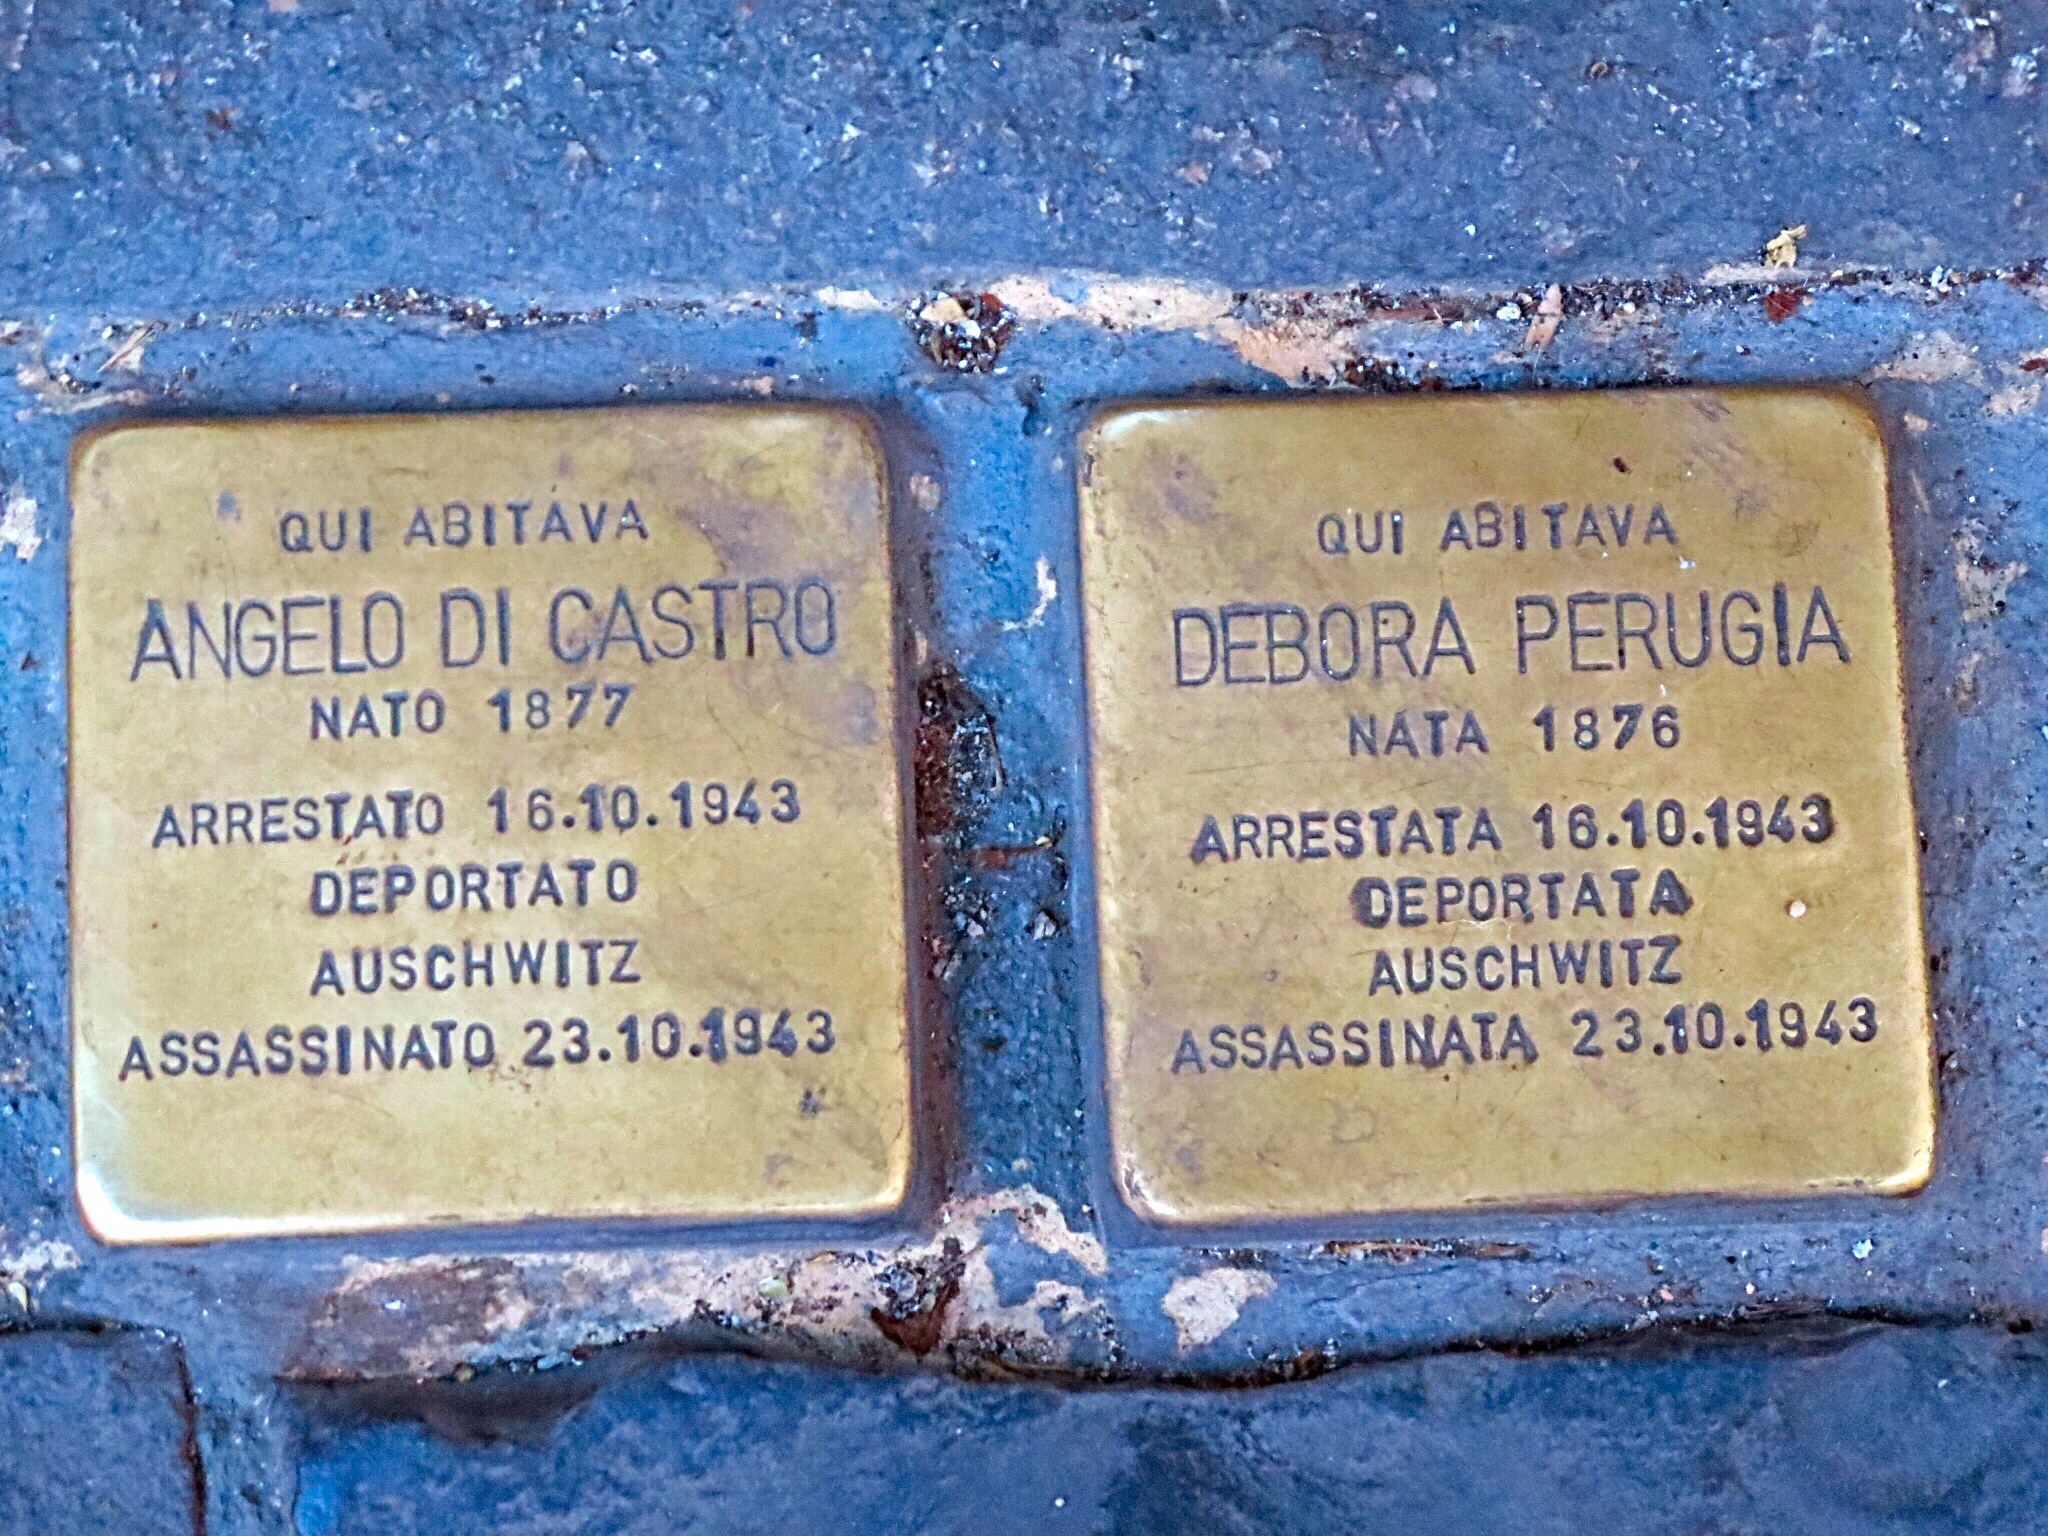 QUI ABITAVA
ANGELO DI CASTRO
NATO 1877
ARRESTATO 16.10.1943
DEPORTATO
AUSCHWITZ
ASSASSINATO 23.10.1943
QUI ABITAVA
DEBORA PERUGIA
NATA 1876
ARRESTATA 16.10.1943
DEPORTATA
AUSCHWITZ
ASSASSINATA 23.10.1943